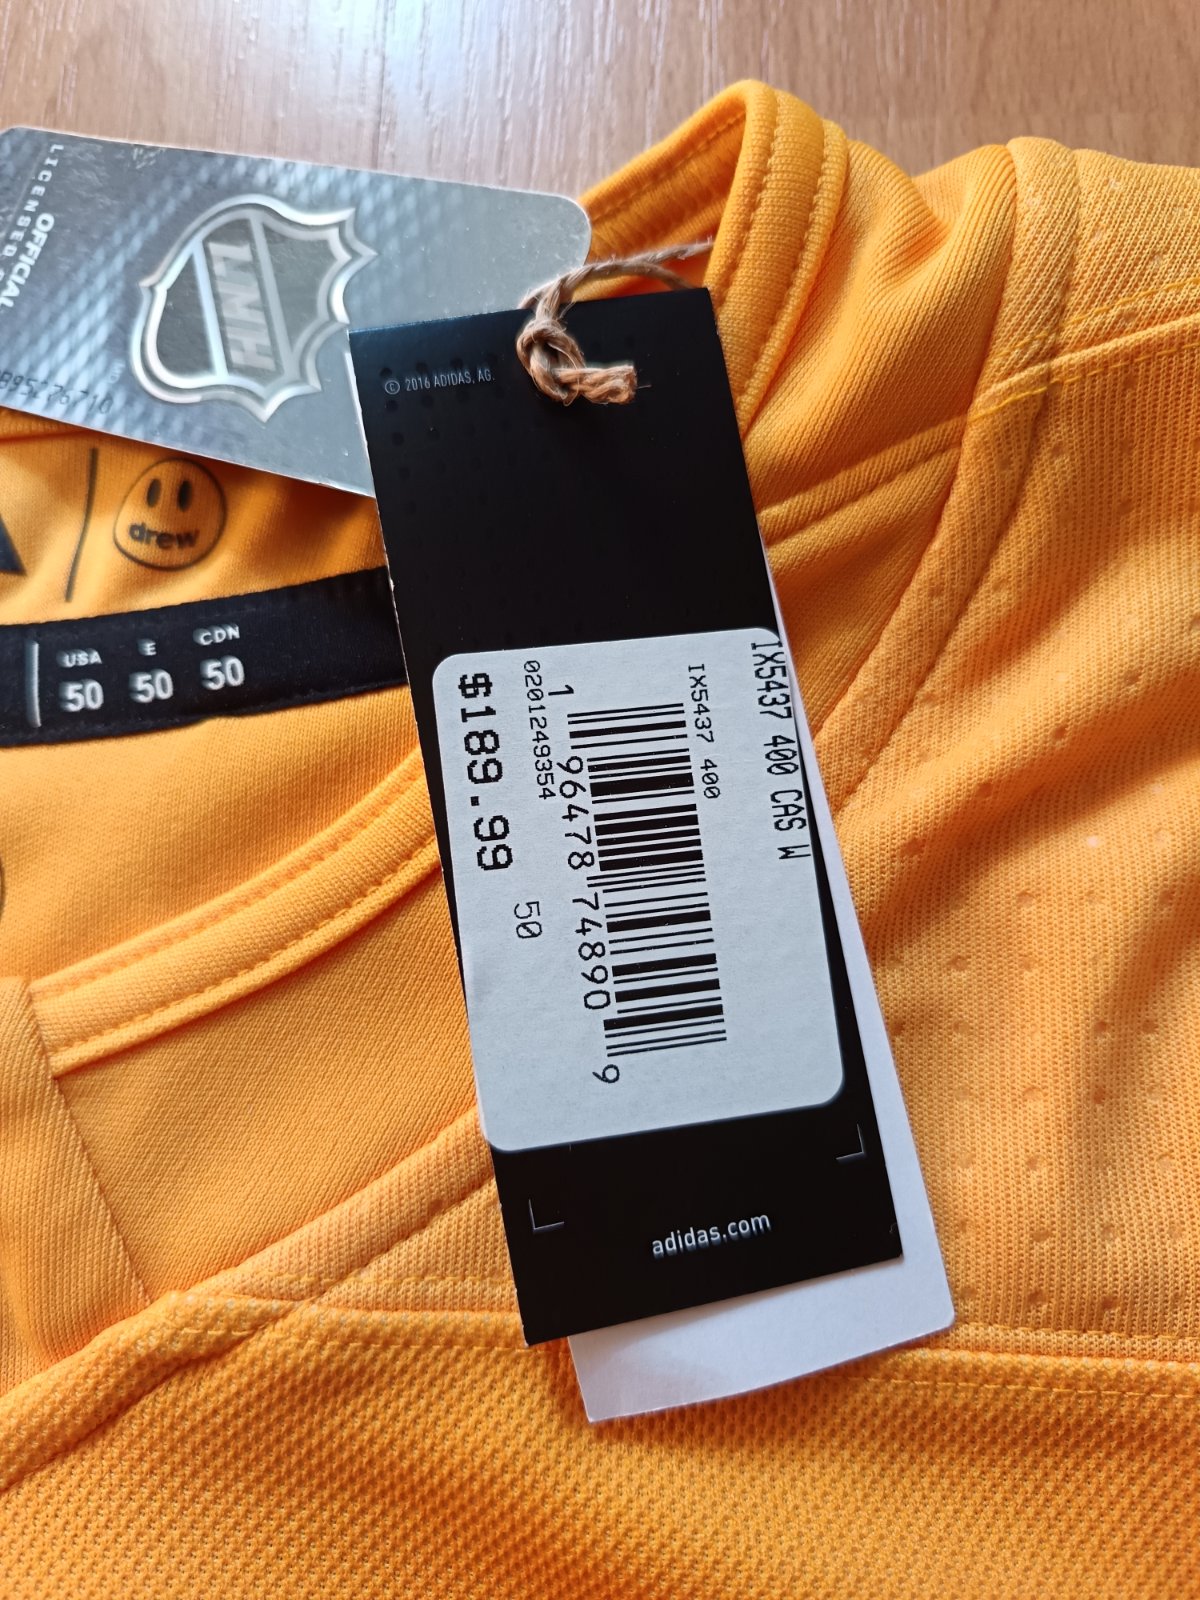 OFFICIAL
LICENSED
NHL
© 2016 ADIDAS, AG.
drew
USA E CDN
50 50 50
IX5437 400 CAS W
IX5437 400
1 96478 74890 9
0201249354
50
$189.99
adidas.com